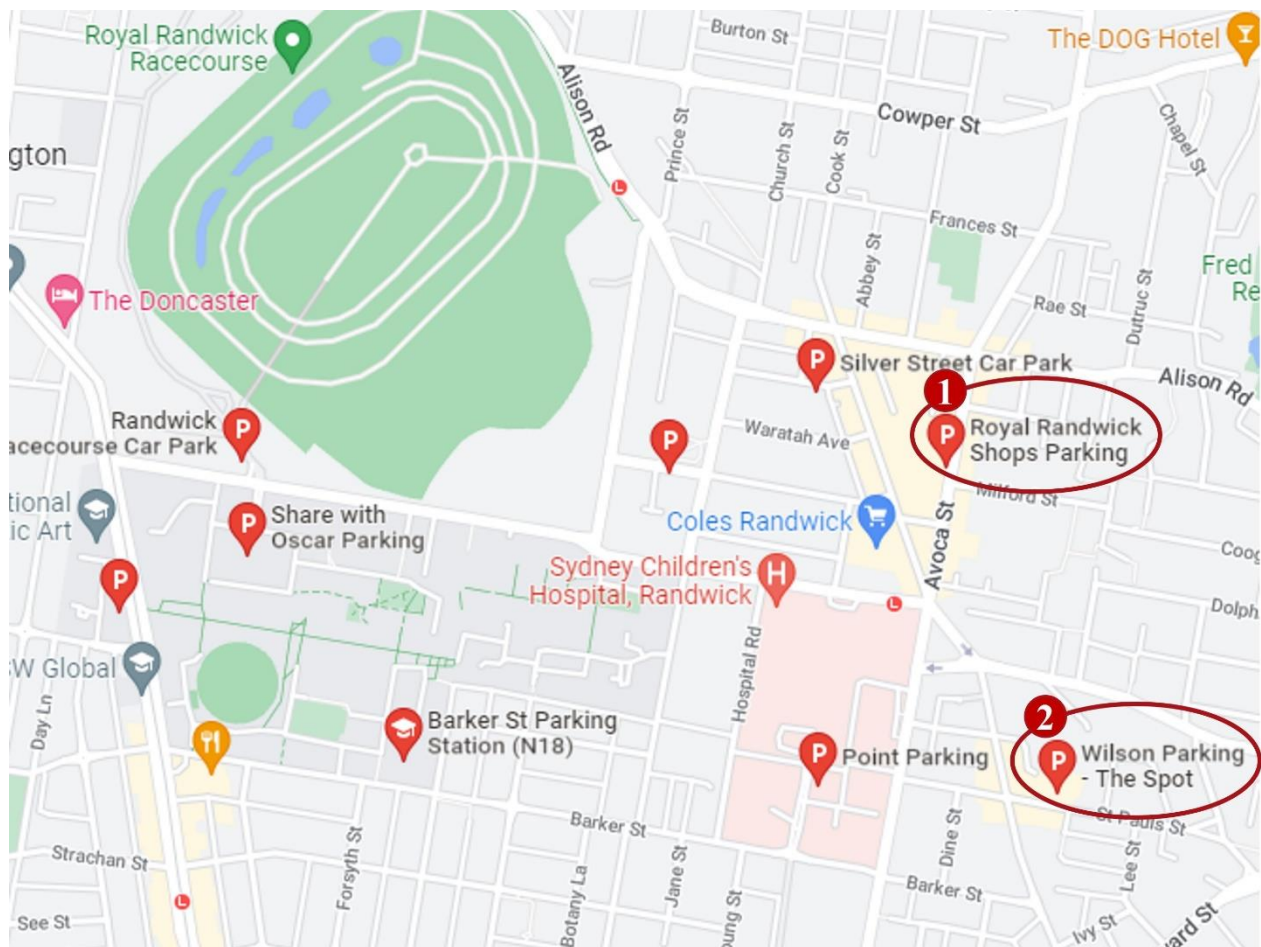 Royal Randwick
Racecourse
Burton St
The DOG Hotel
Alison Rd
Cowper St
Prince St
Church St
Cook St
Chapel St
gton
Frances St
Abbey St
Fred
Re
The Doncaster
Rae St
Dutruc St
Silver Street Car Park
Alison Rd
1
Randwick
acecourse Car Park
P
P
P
P
Waratah Ave
Royal Randwick
Shops Parking
Milford St
tional
ic Art
P
Share with
Oscar Parking
Coles Randwick
Avoca St
Coog
P
Sydney Children's
Hospital, Randwick
H
L
L
Dolph
SW Global
Hospital Rd
Day Ln
2
Barker St Parking
Station (N18)
P
Point Parking
P
Wilson Parking
- The Spot
St Pauls St
Barker St
Strachan St
Forsyth St
Botany La
Jane St
oung St
Dine St
Lee St
Barker St
L
See St
Ivy St
ard St